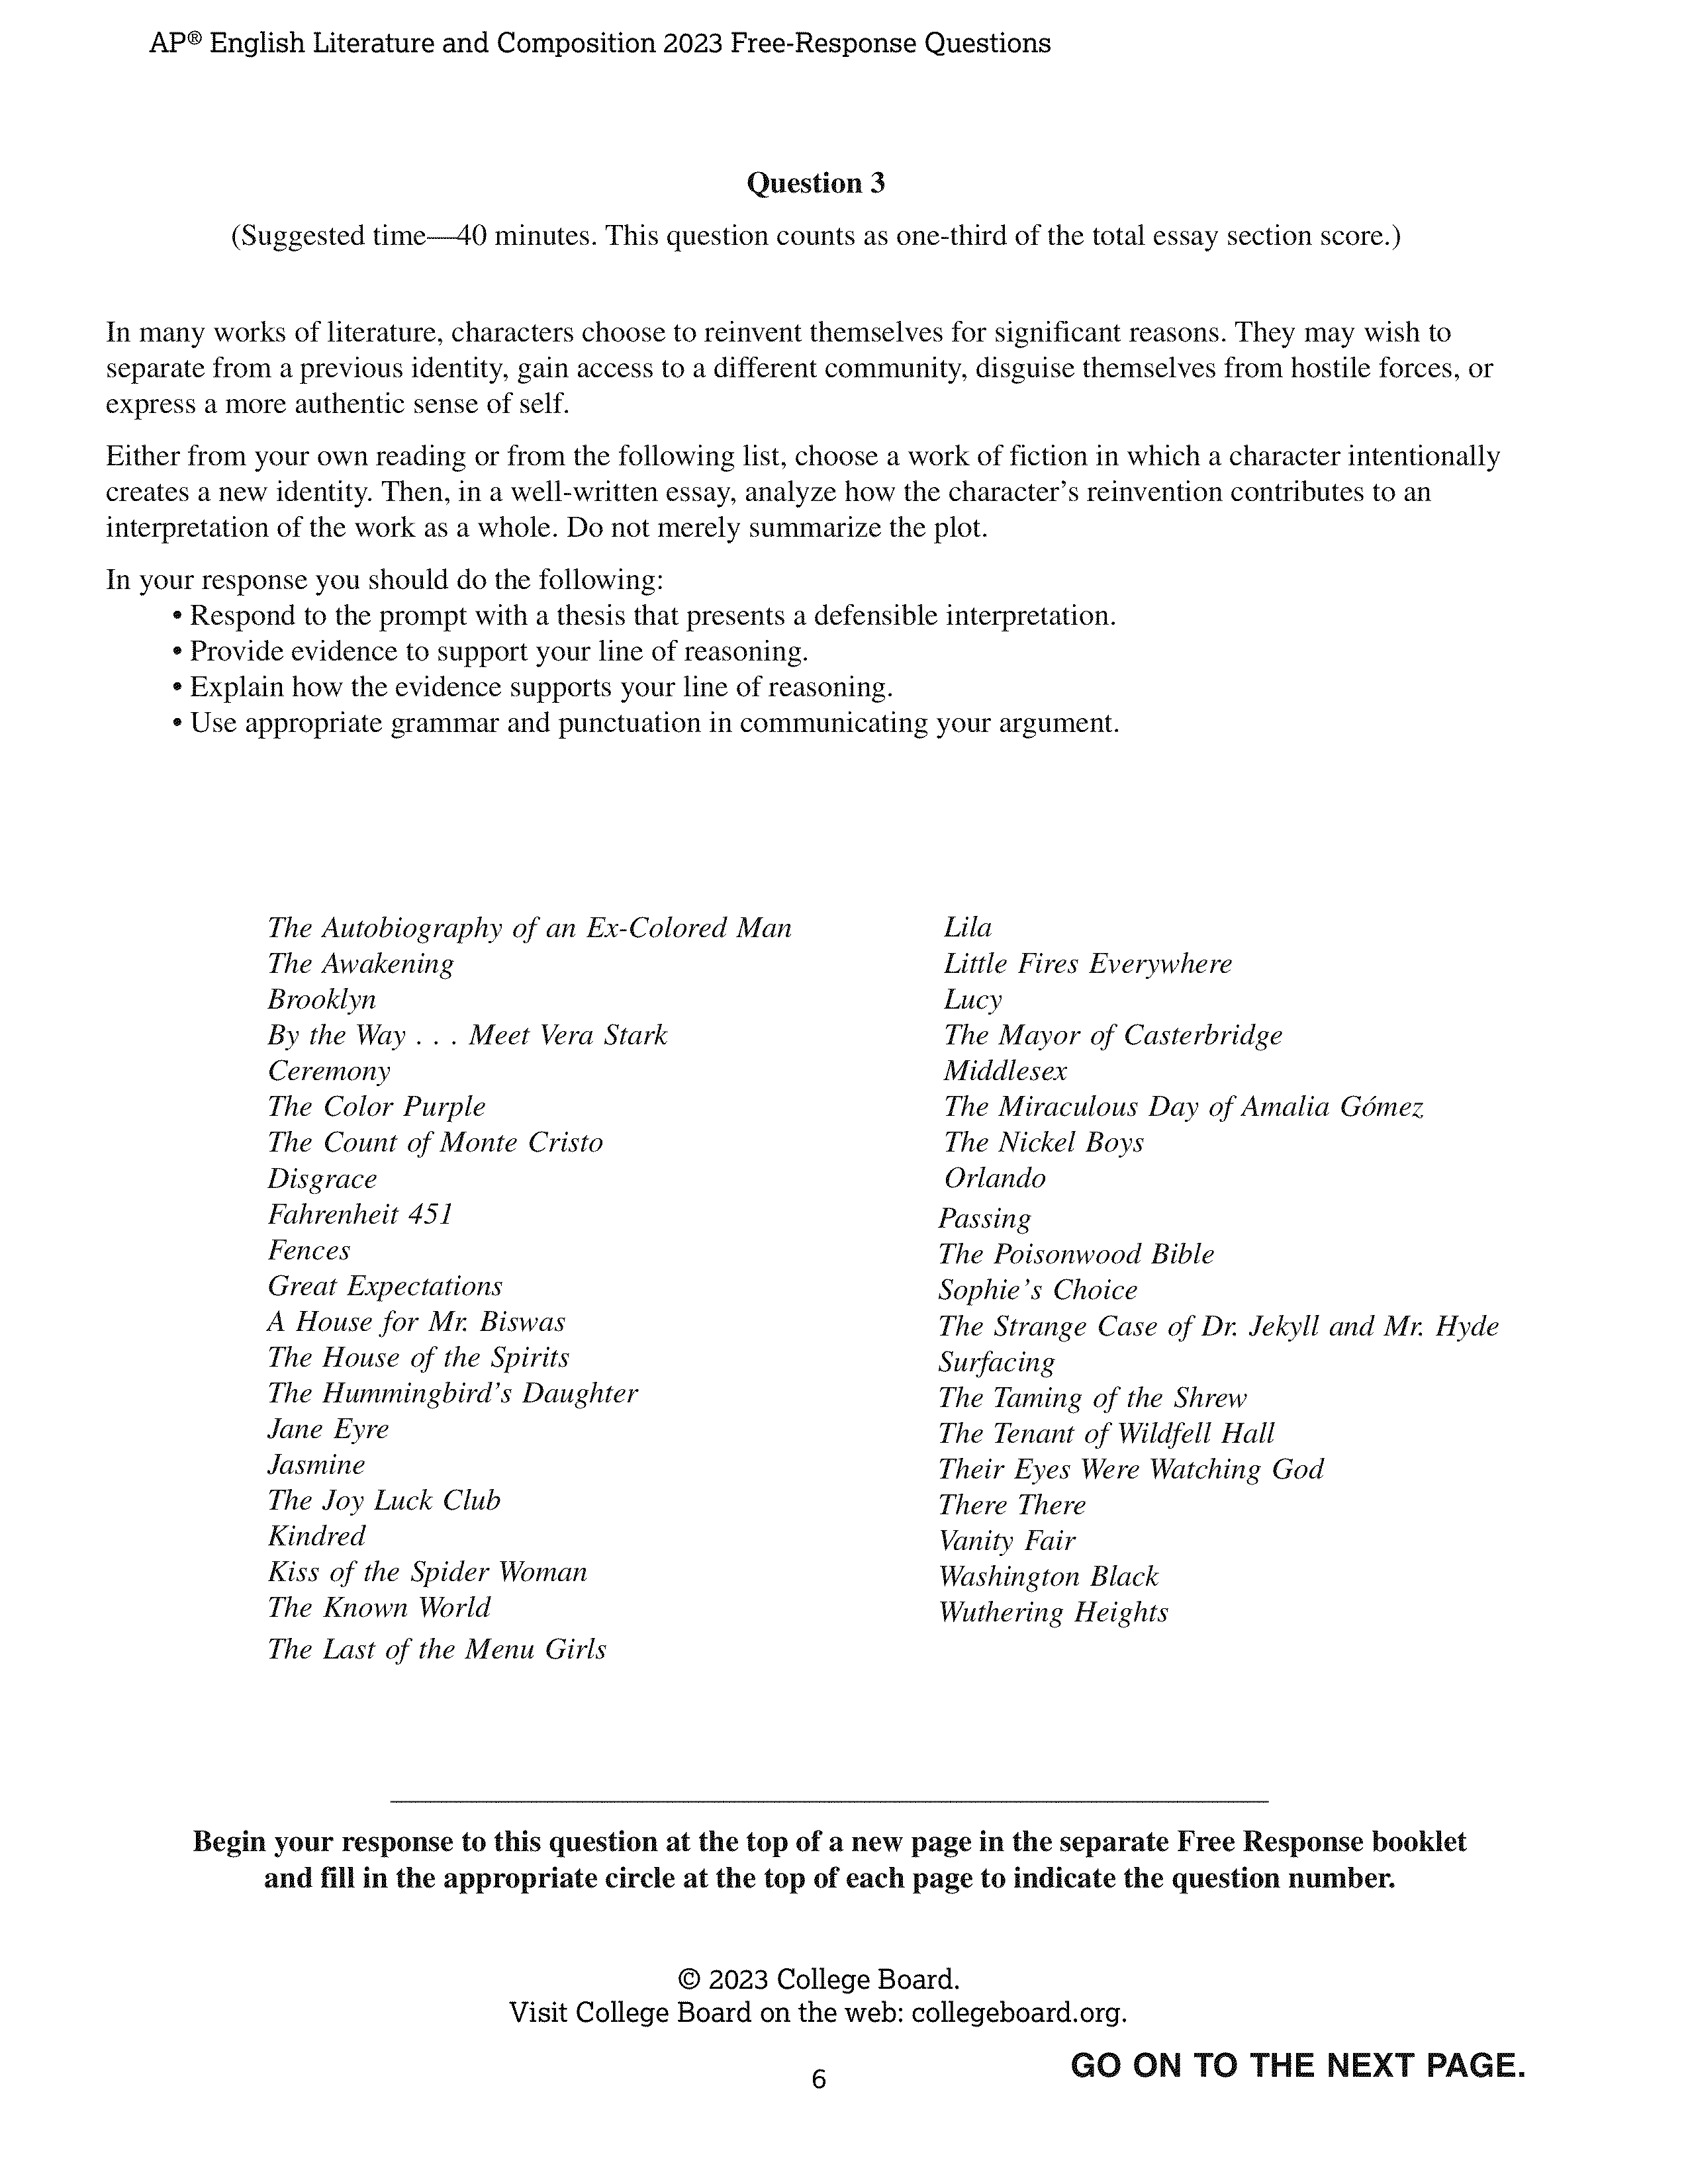 AP® English Literature and Composition 2023 Free-Response Questions
Question 3
(Suggested time—40 minutes. This question counts as one-third of the total essay section score.)
In many works of literature, characters choose to reinvent themselves for significant reasons. They may wish to
separate from a previous identity, gain access to a different community, disguise themselves from hostile forces, or
express a more authentic sense of self.
Either from your own reading or from the following list, choose a work of fiction in which a character intentionally
creates a new identity. Then, in a well-written essay, analyze how the character's reinvention contributes to an
interpretation of the work as a whole. Do not merely summarize the plot.
In your response you should do the following:
• Respond to the prompt with a thesis that presents a defensible interpretation.
• Provide evidence to support your line of reasoning.
• Explain how the evidence supports your line of reasoning.
• Use appropriate grammar and punctuation in communicating your argument.
The Autobiography of an Ex-Colored Man
The Awakening
Brooklyn
By the Way . . . Meet Vera Stark
Ceremony
The Color Purple
The Count of Monte Cristo
Disgrace
Fahrenheit 451
Fences
Great Expectations
A House for Mr. Biswas
The House of the Spirits
The Hummingbird's Daughter
Jane Eyre
Jasmine
The Joy Luck Club
Kindred
Kiss of the Spider Woman
The Known World
The Last of the Menu Girls
Lila
Little Fires Everywhere
Lucy
The Mayor of Casterbridge
Middlesex
The Miraculous Day of Amalia Gómez
The Nickel Boys
Orlando
Passing
The Poisonwood Bible
Sophie's Choice
The Strange Case of Dr. Jekyll and Mr. Hyde
Surfacing
The Taming of the Shrew
The Tenant of Wildfell Hall
Their Eyes Were Watching God
There There
Vanity Fair
Washington Black
Wuthering Heights
Begin your response to this question at the top of a new page in the separate Free Response booklet
and fill in the appropriate circle at the top of each page to indicate the question number.
© 2023 College Board.
Visit College Board on the web: collegeboard.org.
GO ON TO THE NEXT PAGE.
6